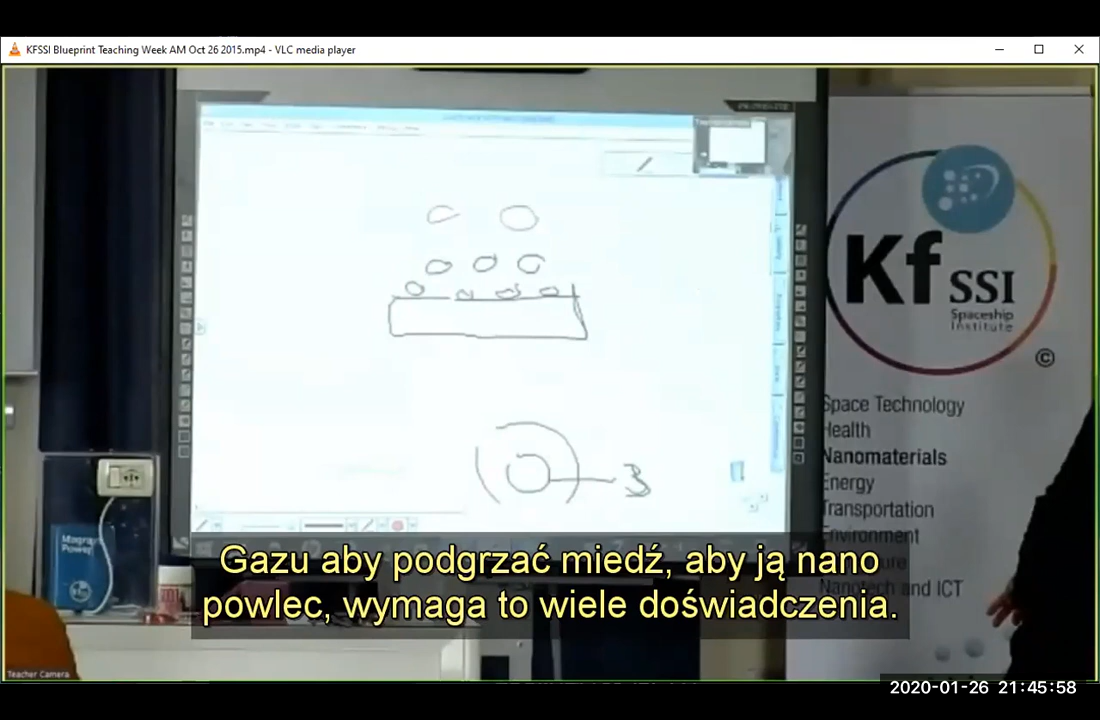 KFSSI Blueprint Teaching Week AM Oct 26 2015.mp4 - VLC media player
Kf SSI
Spaceship
Institute
©
Space Technology
Health
Nanomaterials
Energy
Transportation
Environment
Nanotech and ICT
3
Gazu aby podgrzać miedź, aby ją nano
powlec, wymaga to wiele doświadczenia.
Teacher Camera
2020-01-26 21:45:58